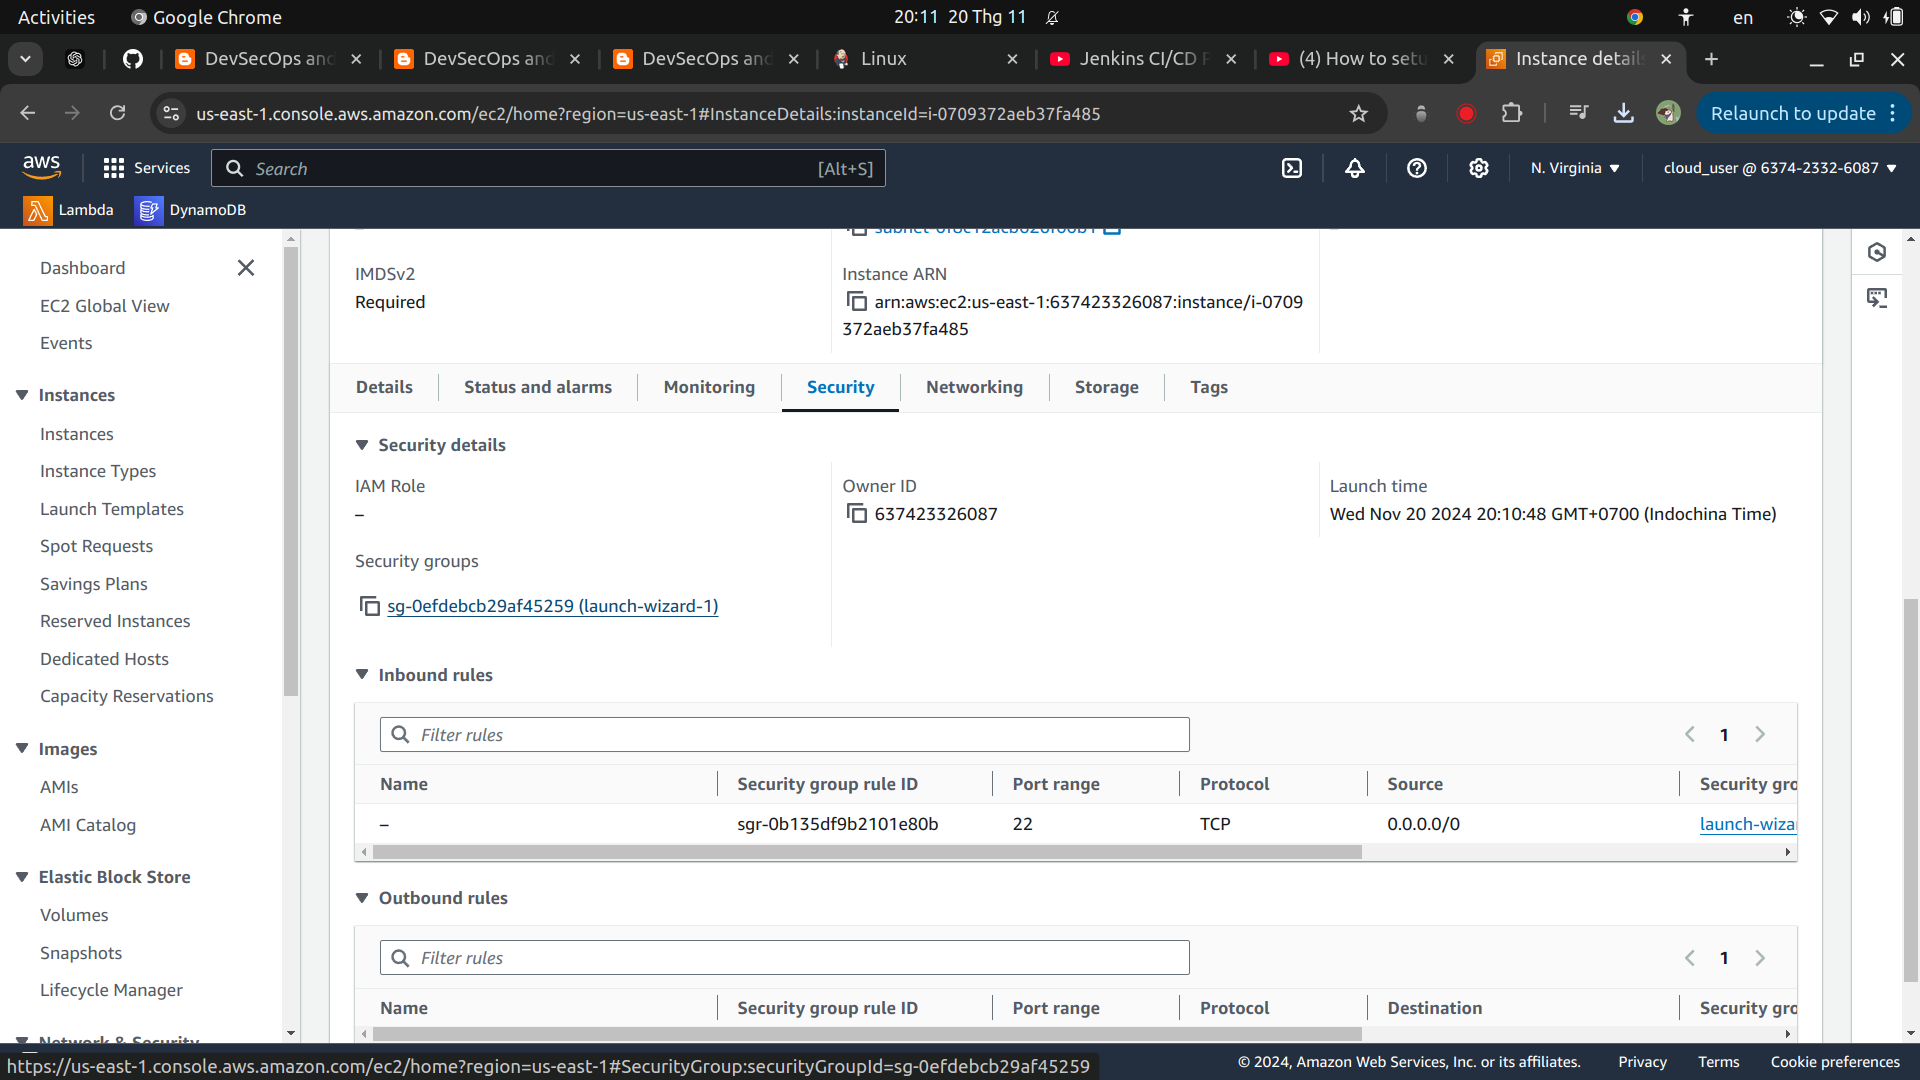 Activities
Google Chrome
20:11 20 Thg 11
en
DevSecOps and
DevSecOps and
DevSecOps and
Linux
Jenkins CI/CD P
(4) How to setu
Instance details
us-east-1.console.aws.amazon.com/ec2/home?region=us-east-1#InstanceDetails:instanceId=i-0709372aeb37fa485
Relaunch to update
aws
Services
Search
[Alt+S]
N. Virginia
cloud_user @ 6374-2332-6087
Lambda
DynamoDB
Dashboard
EC2 Global View
Events
Instances
Instances
Instance Types
Launch Templates
Spot Requests
Savings Plans
Reserved Instances
Dedicated Hosts
Capacity Reservations
Images
AMIs
AMI Catalog
Elastic Block Store
Volumes
Snapshots
Lifecycle Manager
Network & Security
IMDSv2
Required
Instance ARN
arn:aws:ec2:us-east-1:637423326087:instance/i-0709
372aeb37fa485
Details
Status and alarms
Monitoring
Security
Networking
Storage
Tags
Security details
IAM Role
–
Owner ID
637423326087
Launch time
Wed Nov 20 2024 20:10:48 GMT+0700 (Indochina Time)
Security groups
sg-0efdebcb29af45259 (launch-wizard-1)
Inbound rules
Filter rules
1
Name
Security group rule ID
Port range
Protocol
Source
Security gro
–
sgr-0b135df9b2101e80b
22
TCP
0.0.0.0/0
launch-wiza
Outbound rules
Filter rules
1
Name
Security group rule ID
Port range
Protocol
Destination
Security gro
https://us-east-1.console.aws.amazon.com/ec2/home?region=us-east-1#SecurityGroup:securityGroupId=sg-0efdebcb29af45259
© 2024, Amazon Web Services, Inc. or its affiliates.
Privacy
Terms
Cookie preferences